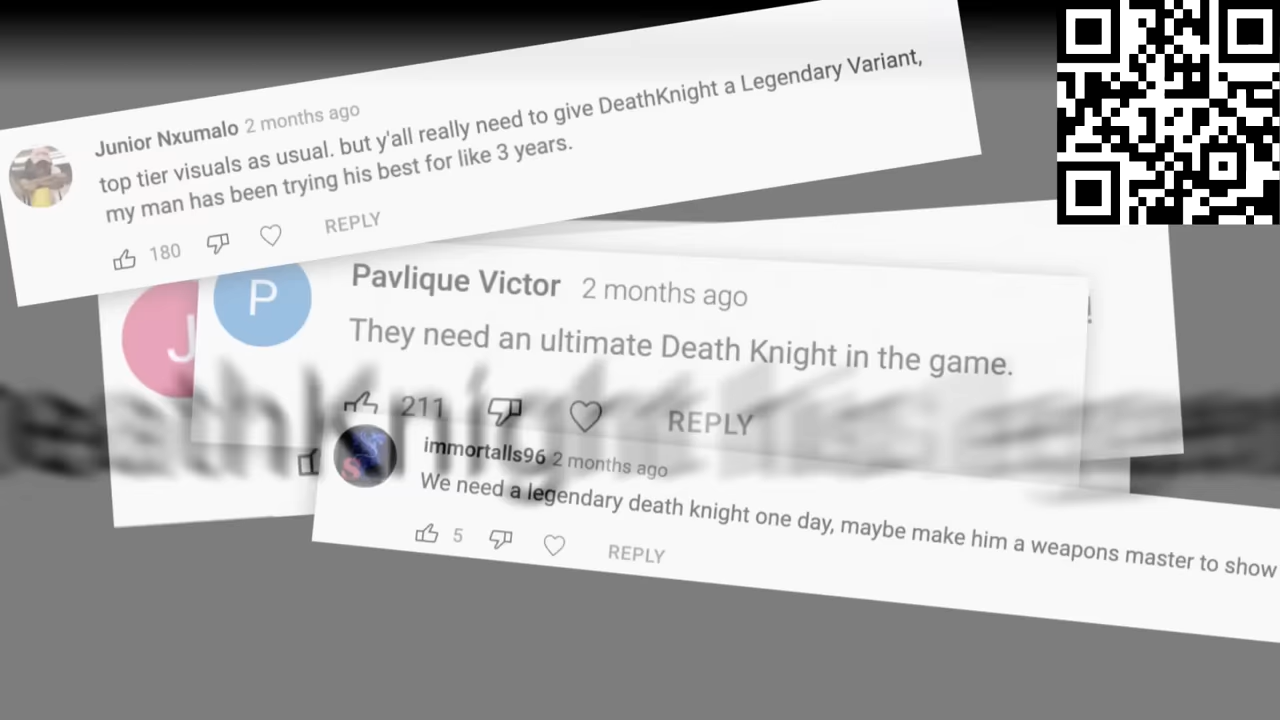 Junior Nxumalo 2 months ago
top tier visuals as usual. but y'all really need to give DeathKnight a Legendary Variant,
my man has been trying his best for like 3 years.
180 REPLY
J
P
Pavlique Victor 2 months ago
They need an ultimate Death Knight in the game.
211 REPLY
immortalls96 2 months ago
We need a legendary death knight one day, maybe make him a weapons master to show
5 REPLY